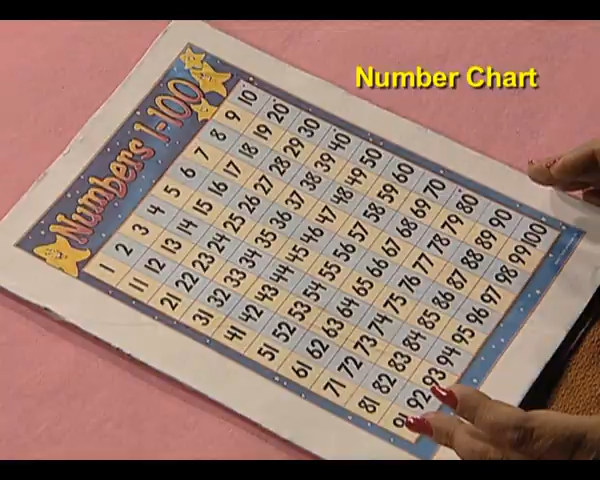 Number Chart
Numbers 1-100
1 2 3 4 5 6 7 8 9 10
11 12 13 14 15 16 17 18 19 20
21 22 23 24 25 26 27 28 29 30
31 32 33 34 35 36 37 38 39 40
41 42 43 44 45 46 47 48 49 50
51 52 53 54 55 56 57 58 59 60
61 62 63 64 65 66 67 68 69 70
71 72 73 74 75 76 77 78 79 80
81 82 83 84 85 86 87 88 89 90
91 92 93 94 95 96 97 98 99 100